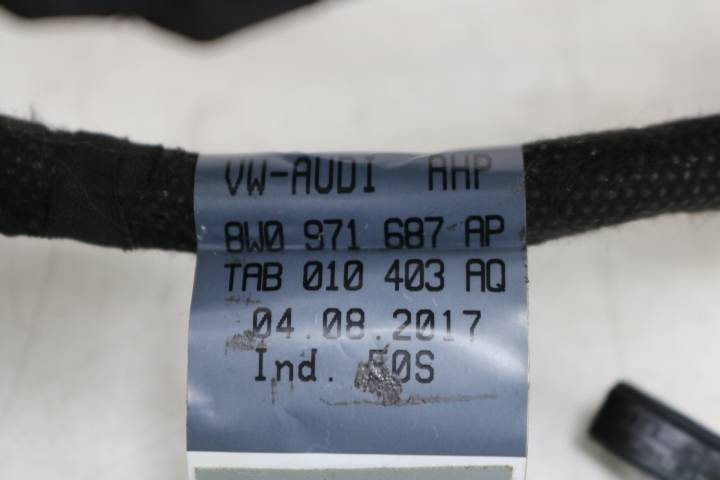 VW-AUDI AHP
8W0 971 687 AP
TAB 010 403 AQ
04.08.2017
Ind.